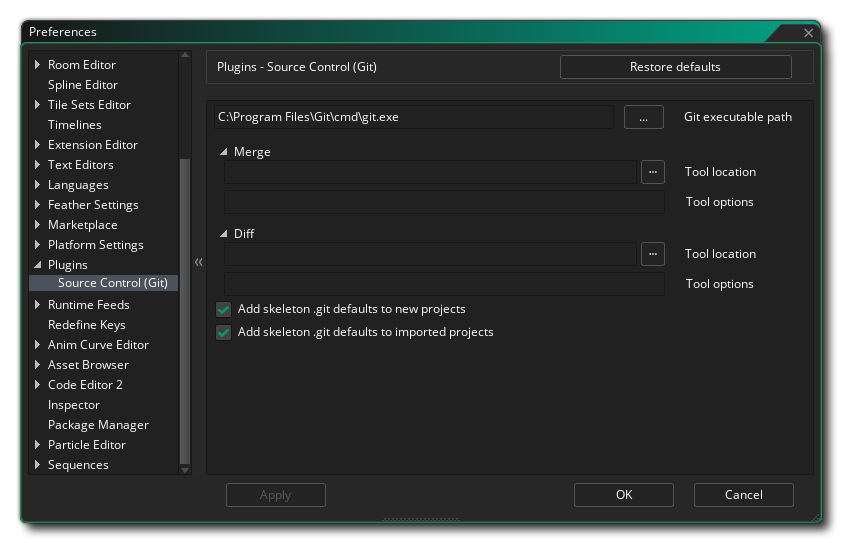 Preferences
Room Editor
Spline Editor
Tile Sets Editor
Timelines
Extension Editor
Text Editors
Languages
Feather Settings
Marketplace
Platform Settings
Plugins
Source Control (Git)
Runtime Feeds
Redefine Keys
Anim Curve Editor
Asset Browser
Code Editor 2
Inspector
Package Manager
Particle Editor
Sequences
Plugins - Source Control (Git)
Restore defaults
C:\Program Files\Git\cmd\git.exe
...
Git executable path
Merge
...
Tool location
Tool options
Diff
...
Tool location
Tool options
Add skeleton .git defaults to new projects
Add skeleton .git defaults to imported projects
Apply
OK
Cancel